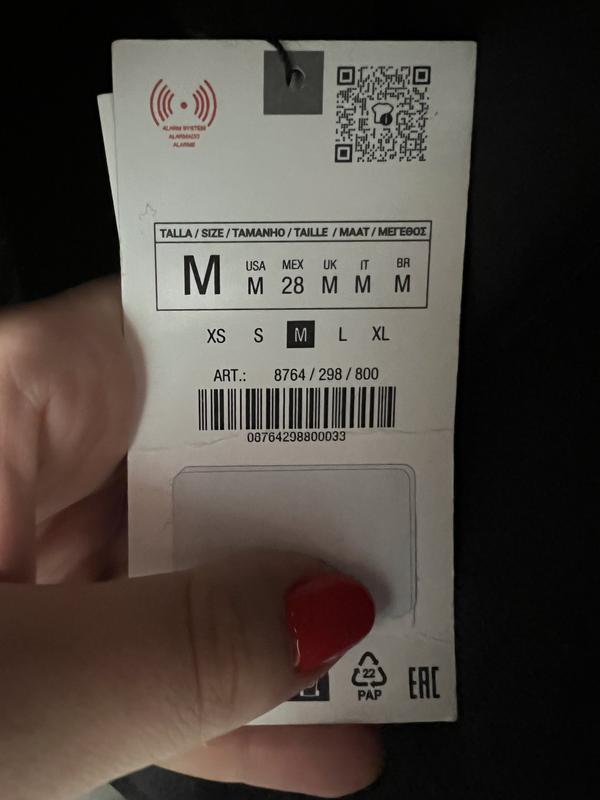 ALARM SYSTEM
ALARMADO
ALARME
TALLA / SIZE / TAMANHO / TAILLE / MAAT / ΜΕΓΕΘΟΣ
M
USA MEX UK IT BR
M 28 M M M
XS S M L XL
ART.: 8764 / 298 / 800
08764298800033
22
PAP
EAC